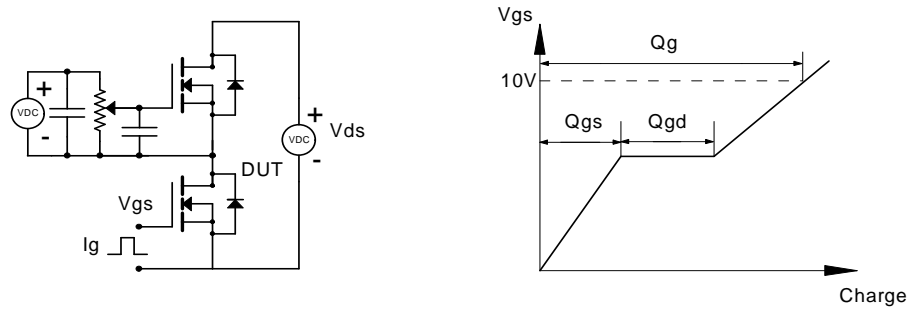 VDC
+
-
VDC
+
-
Vds
DUT
Vgs
Ig
Vgs
Qg
10V
Qgs
Qgd
Charge